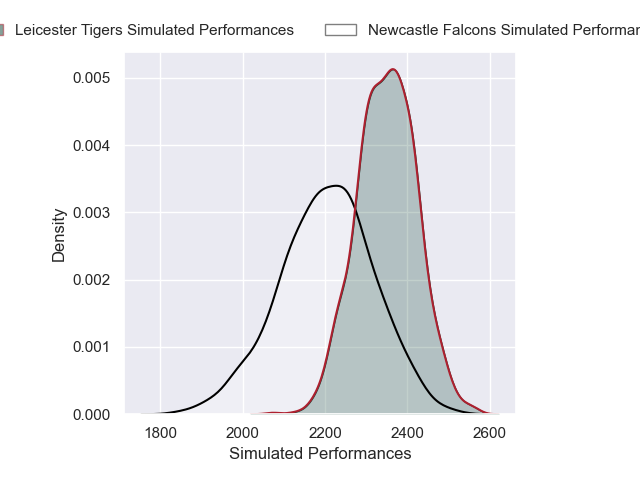 Leicester Tigers Simulated Performances Newcastle Falcons Simulated
0.005
0.004
0.003
0.002
0.001
0.000
Density
1800 2000 2200 2400 2600
Simulated Performances